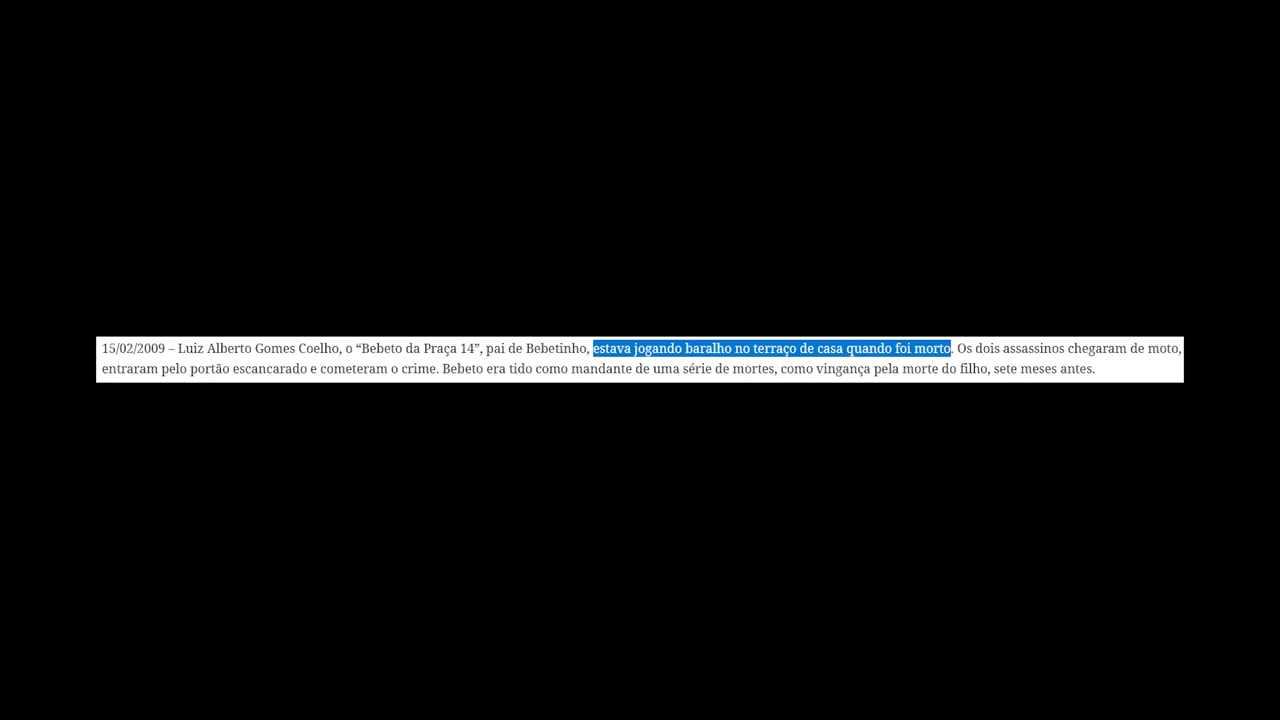 15/02/2009 – Luiz Alberto Gomes Coelho, o “Bebeto da Praça 14”, pai de Bebetinho, estava jogando baralho no terraço de casa quando foi morto. Os dois assassinos chegaram de moto,
entraram pelo portão escancarado e cometeram o crime. Bebeto era tido como mandante de uma série de mortes, como vingança pela morte do filho, sete meses antes.